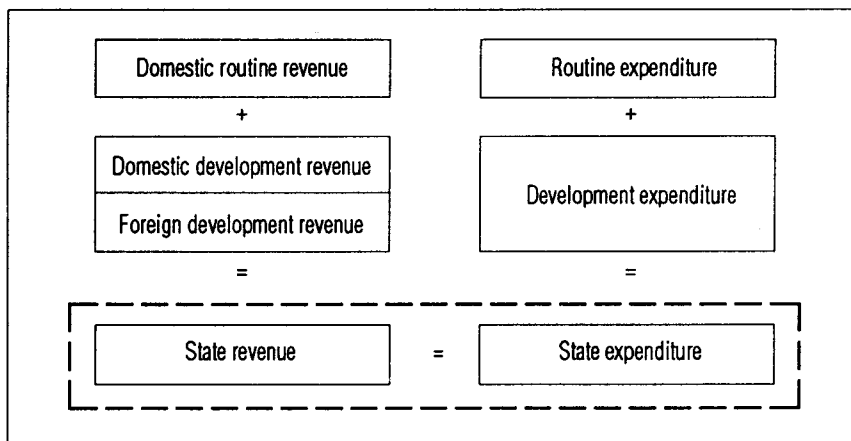 Domestic routine revenue
Routine expenditure
+
+
Domestic development revenue
Foreign development revenue
Development expenditure
=
=
State revenue
=
State expenditure